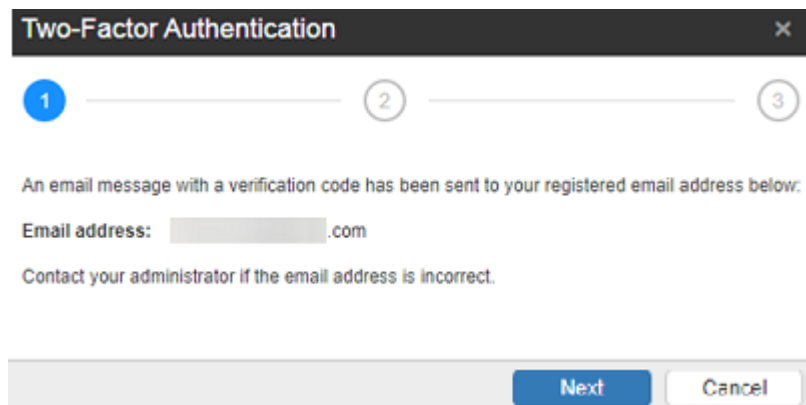 Two-Factor Authentication ×
1 2 3
An email message with a verification code has been sent to your registered email address below:
Email address: .com
Contact your administrator if the email address is incorrect.
Next Cancel